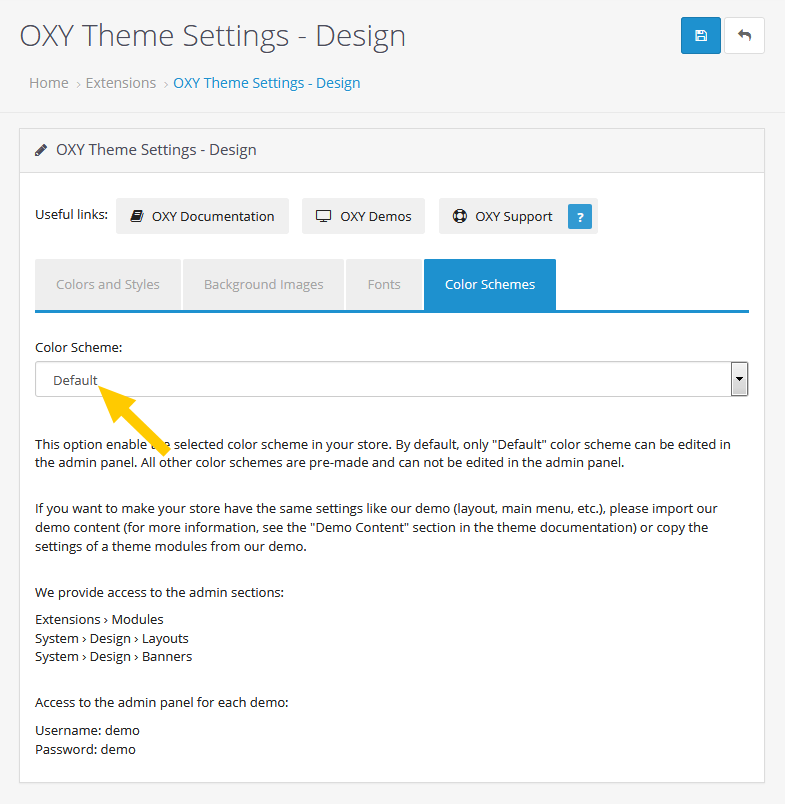 OXY Theme Settings - Design
Home › Extensions › OXY Theme Settings - Design
OXY Theme Settings - Design
Useful links: OXY Documentation OXY Demos OXY Support ?
Colors and Styles Background Images Fonts Color Schemes
Color Scheme:
Default
This option enable the selected color scheme in your store. By default, only "Default" color scheme can be edited in
the admin panel. All other color schemes are pre-made and can not be edited in the admin panel.
If you want to make your store have the same settings like our demo (layout, main menu, etc.), please import our
demo content (for more information, see the "Demo Content" section in the theme documentation) or copy the
settings of a theme modules from our demo.
We provide access to the admin sections:
Extensions › Modules
System › Design › Layouts
System › Design › Banners
Access to the admin panel for each demo:
Username: demo
Password: demo